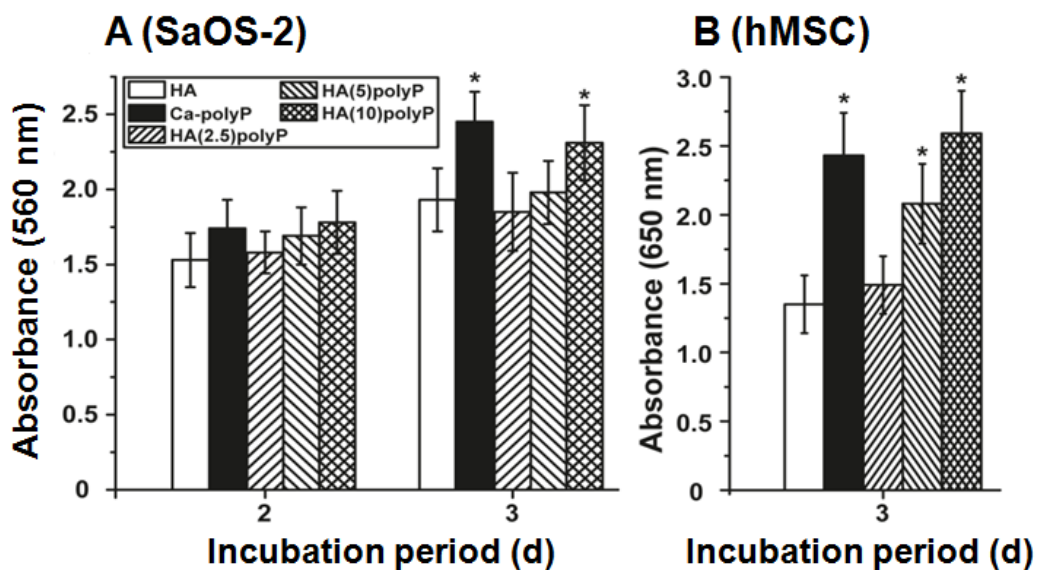 A (SaOS-2)
Absorbance (560 nm)
2.5
2.0
1.5
1.0
0.5
0
HA
Ca-polyP
HA(2.5)polyP
HA(5)polyP
HA(10)polyP
*
*
2
3
Incubation period (d)
B (hMSC)
Absorbance (650 nm)
3.0
2.5
2.0
1.5
1.0
0.5
0
*
*
*
3
Incubation period (d)